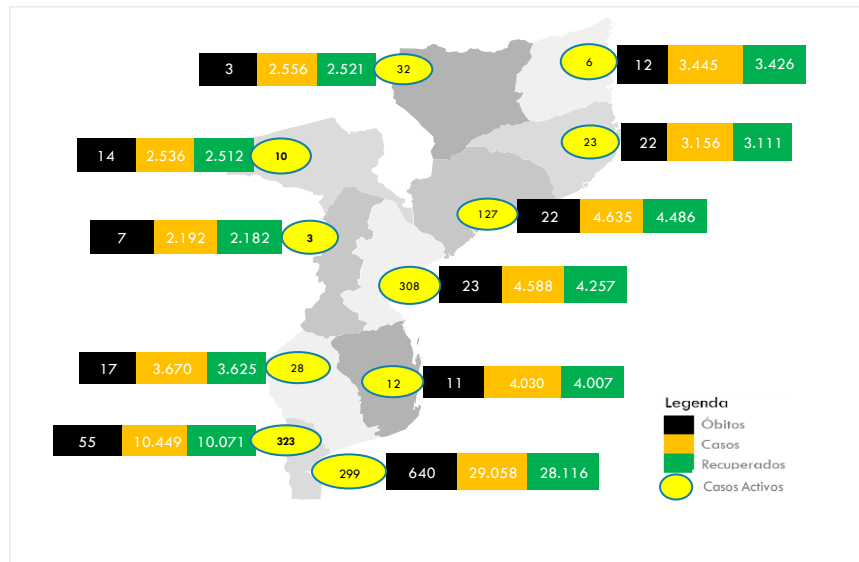 3 2.556 2.521 32
6 12 3.445 3.426
14 2.536 2.512 10
23 22 3.156 3.111
127 22 4.635 4.486
7 2.192 2.182 3
308 23 4.588 4.257
17 3.670 3.625 28
12 11 4.030 4.007
55 10.449 10.071 323
299 640 29.058 28.116
Legenda
Óbitos
Casos
Recuperados
Casos Activos